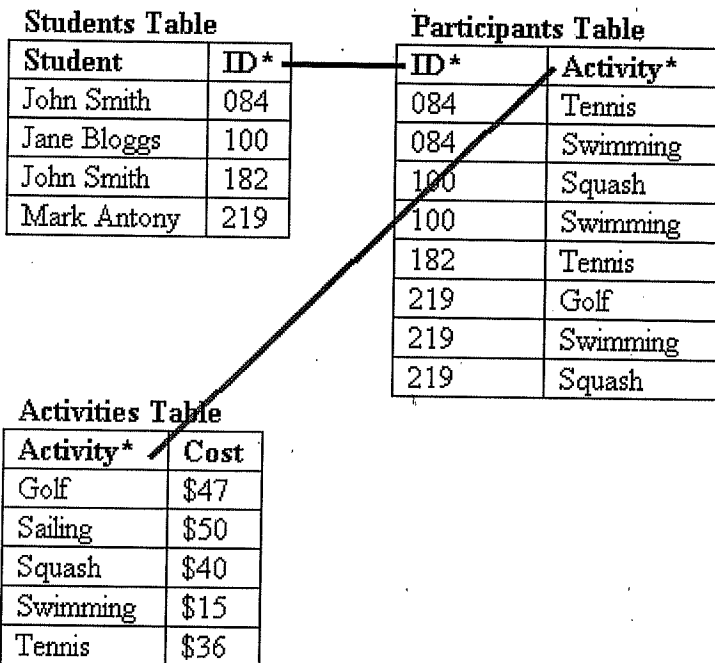 Students Table
Student ID*
John Smith 084
Jane Bloggs 100
John Smith 182
Mark Antony 219
Participants Table
ID* Activity*
084 Tennis
084 Swimming
100 Squash
100 Swimming
182 Tennis
219 Golf
219 Swimming
219 Squash
Activities Table
Activity* Cost
Golf $47
Sailing $50
Squash $40
Swimming $15
Tennis $36